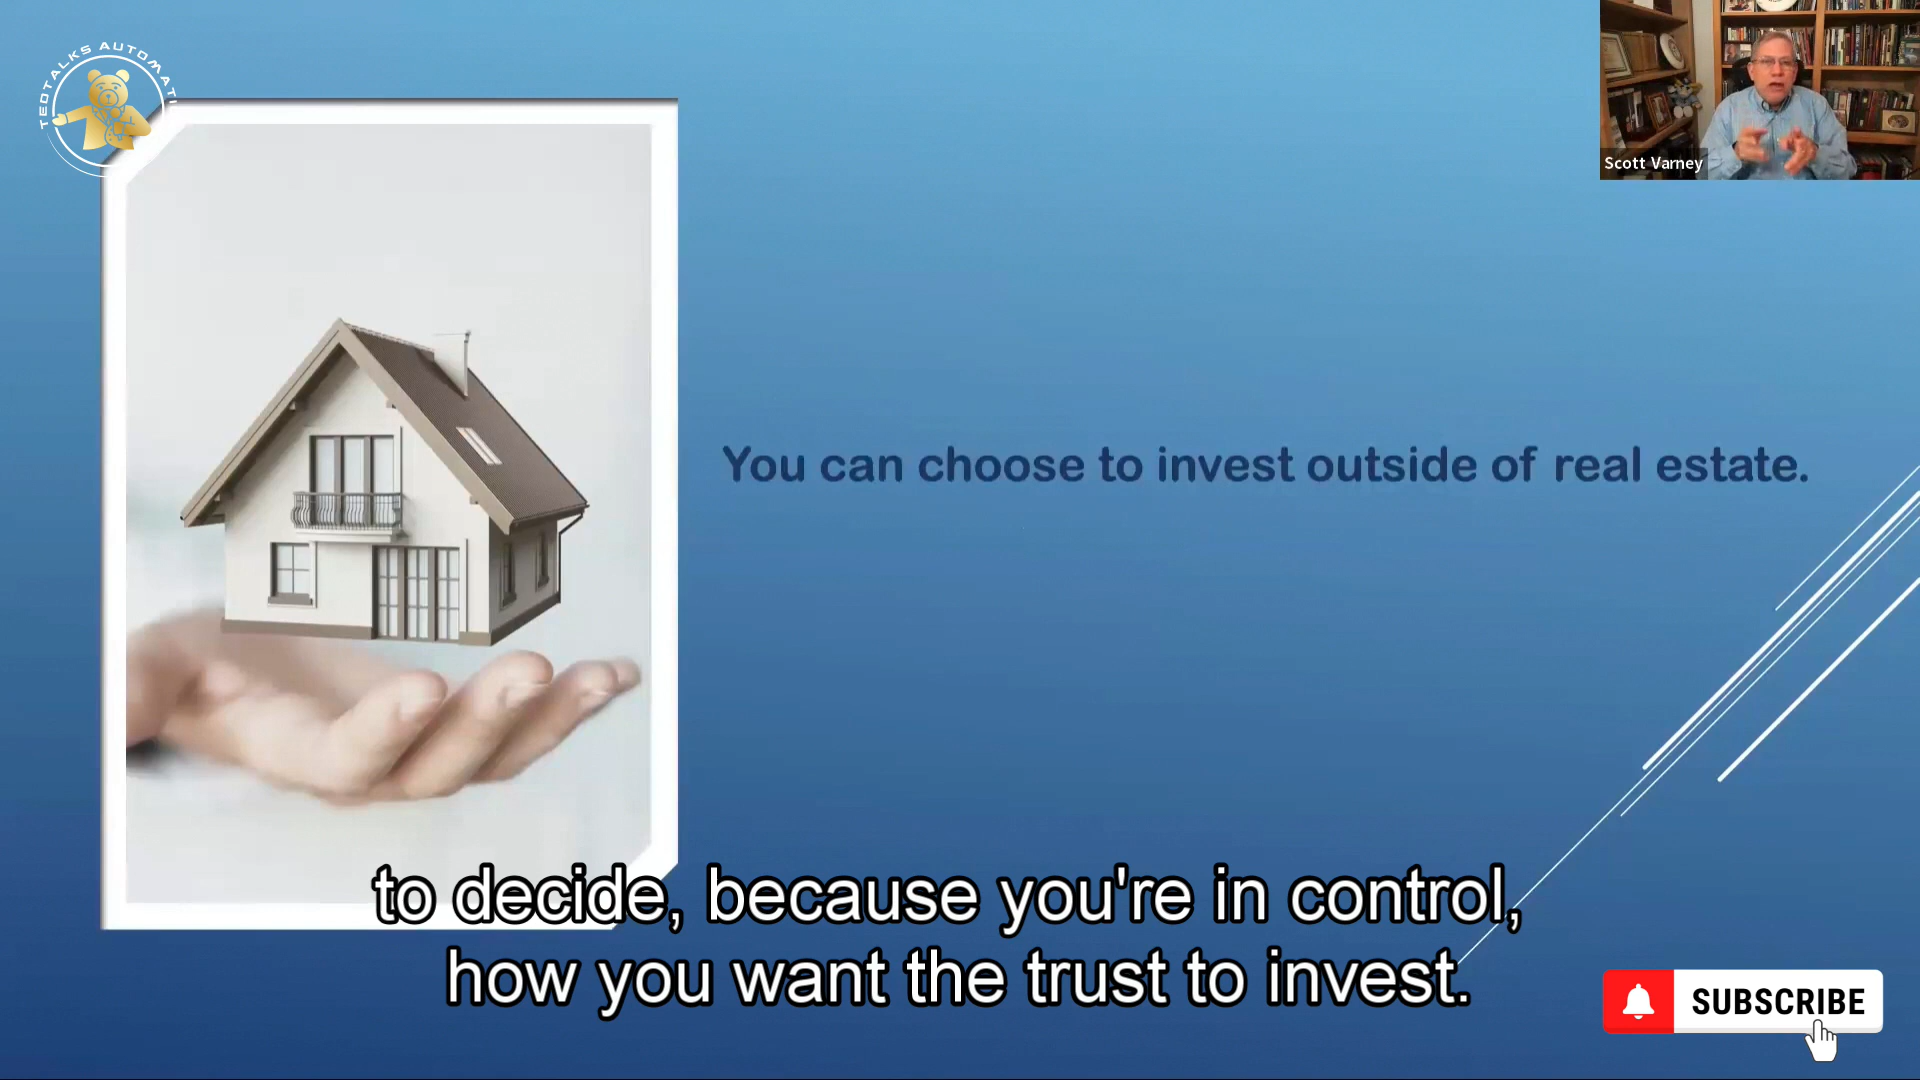 TEDTALKS AUTOMATI
Scott Varney
You can choose to invest outside of real estate.
to decide, because you're in control,
how you want the trust to invest.
SUBSCRIBE